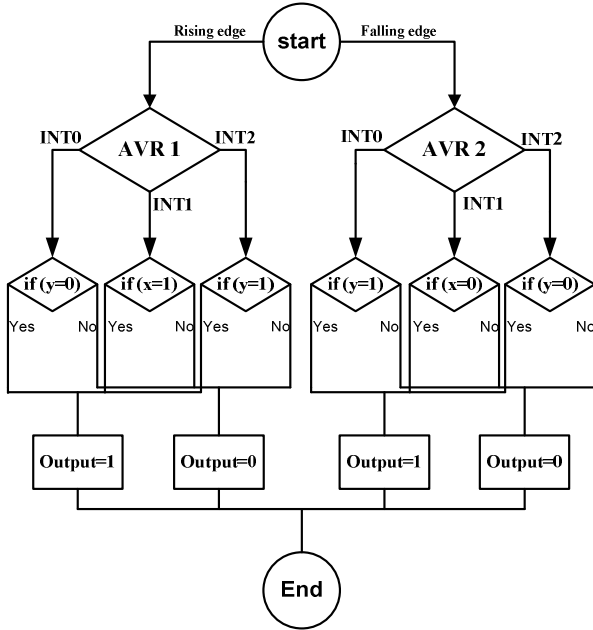 start
Rising edge
Falling edge
INT0
AVR 1
INT2
INT1
INT0
AVR 2
INT2
INT1
if (y=0)
if (x=1)
if (y=1)
if (y=1)
if (x=0)
if (y=0)
Yes
No
Yes
No
Yes
No
Yes
No
Yes
No
Yes
No
Output=1
Output=0
Output=1
Output=0
End